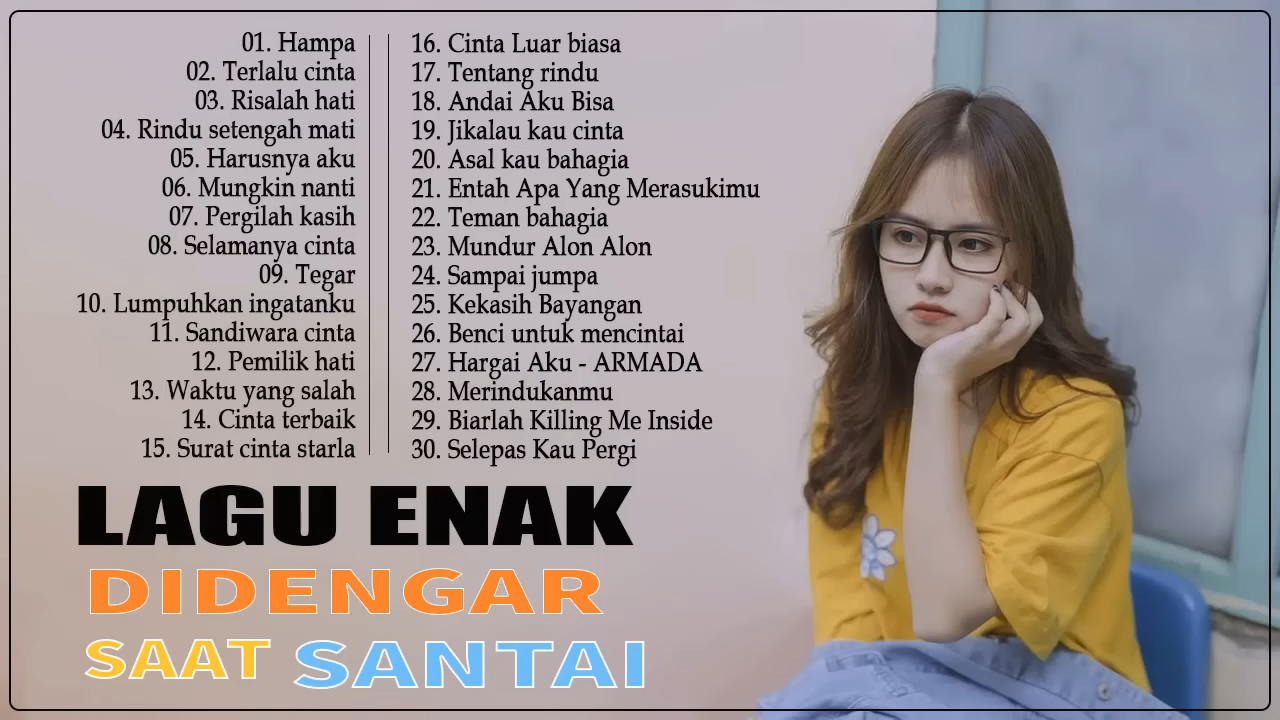 01. Hampa
02. Terlalu cinta
03. Risalah hati
04. Rindu setengah mati
05. Harusnya aku
06. Mungkin nanti
07. Pergilah kasih
08. Selamanya cinta
09. Tegar
10. Lumpuhkan ingatanku
11. Sandiwara cinta
12. Pemilik hati
13. Waktu yang salah
14. Cinta terbaik
15. Surat cinta starla
16. Cinta Luar biasa
17. Tentang rindu
18. Andai Aku Bisa
19. Jikalau kau cinta
20. Asal kau bahagia
21. Entah Apa Yang Merasukimu
22. Teman bahagia
23. Mundur Alon Alon
24. Sampai jumpa
25. Kekasih Bayangan
26. Benci untuk mencintai
27. Hargai Aku - ARMADA
28. Merindukanmu
29. Biarlah Killing Me Inside
30. Selepas Kau Pergi
LAGU ENAK
DIDENGAR
SAAT SANTAI